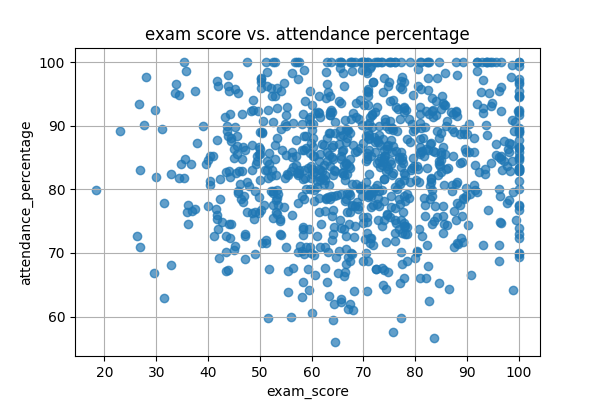 exam score vs. attendance percentage
100
90
80
70
60
attendance_percentage
20 30 40 50 60 70 80 90 100
exam_score